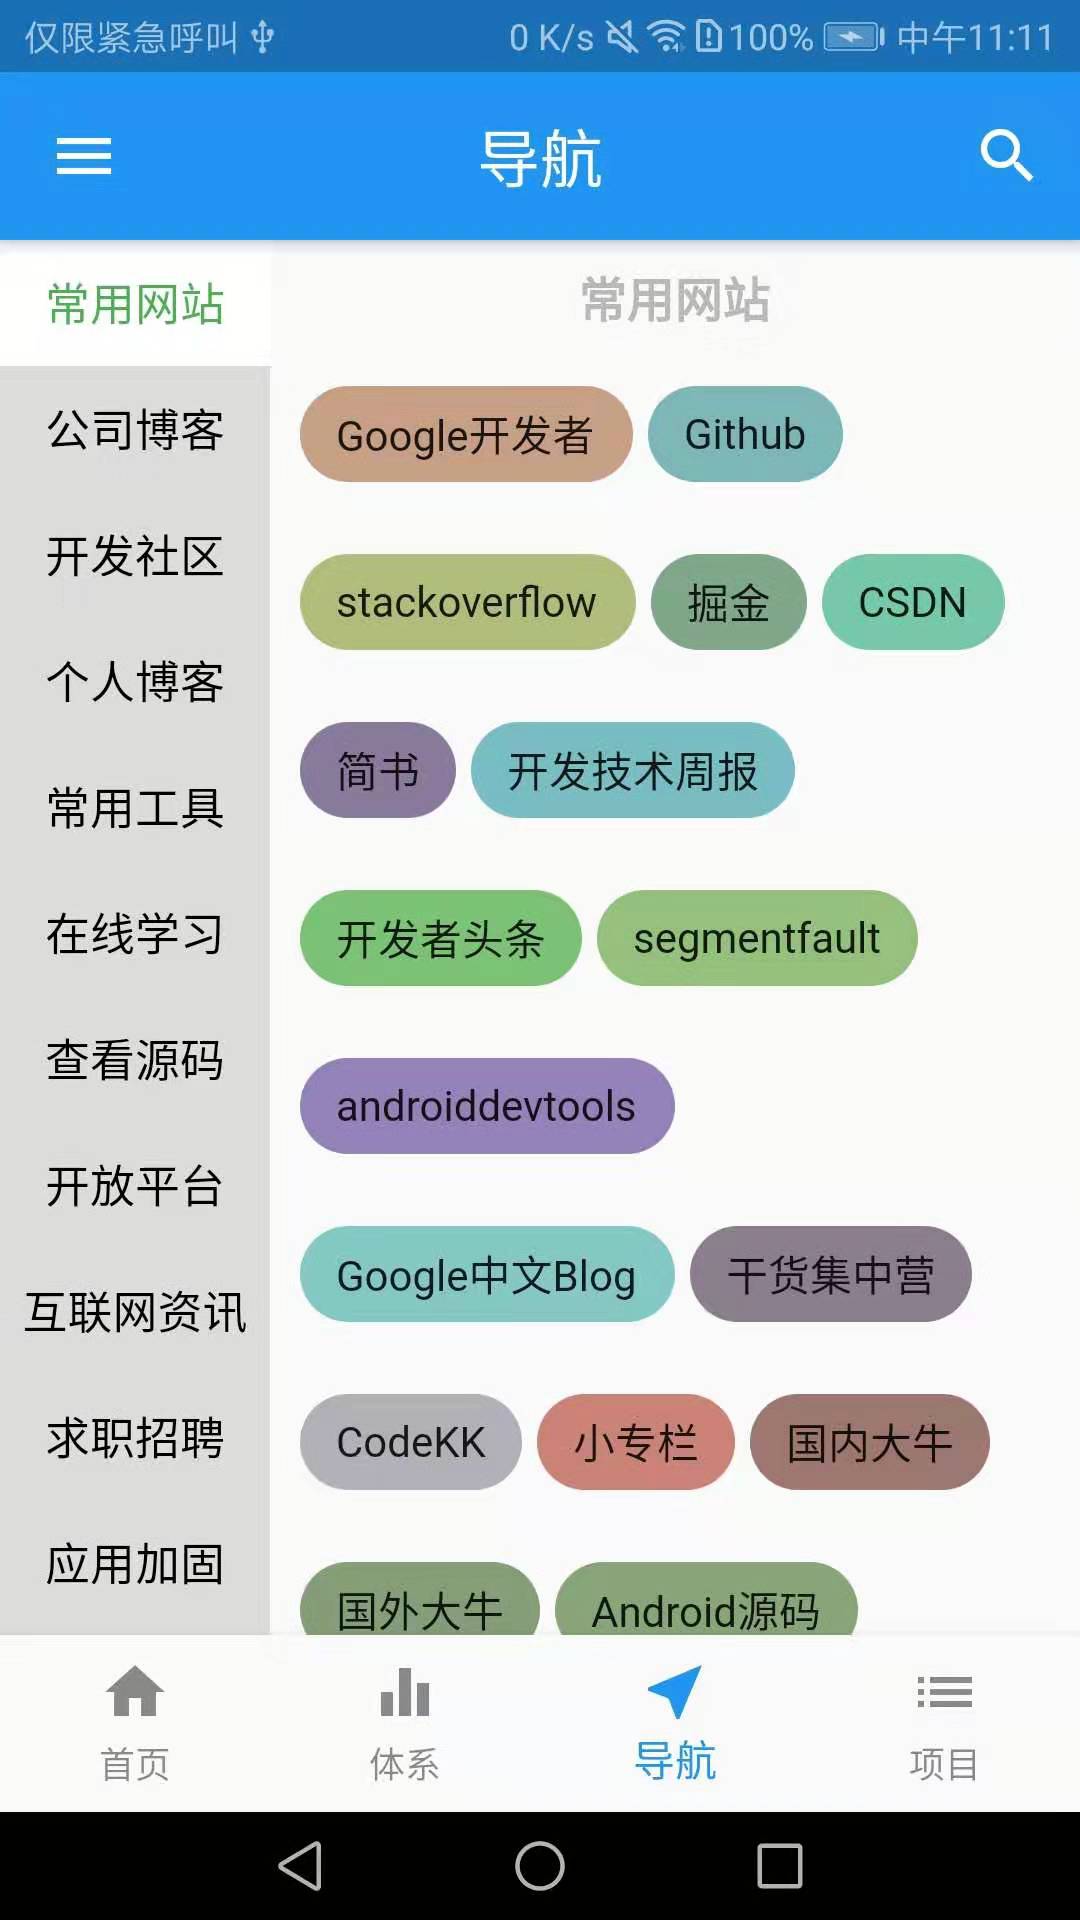 仅限紧急呼叫 0 K/s 100% 中午11:11
导航
常用网站
公司博客
开发社区
个人博客
常用工具
在线学习
查看源码
开放平台
互联网资讯
求职招聘
应用加固
常用网站
Google开发者 Github
stackoverflow 掘金 CSDN
简书 开发技术周报
开发者头条 segmentfault
androiddevtools
Google中文Blog 干货集中营
CodeKK 小专栏 国内大牛
国外大牛 Android源码
首页 体系 导航 项目